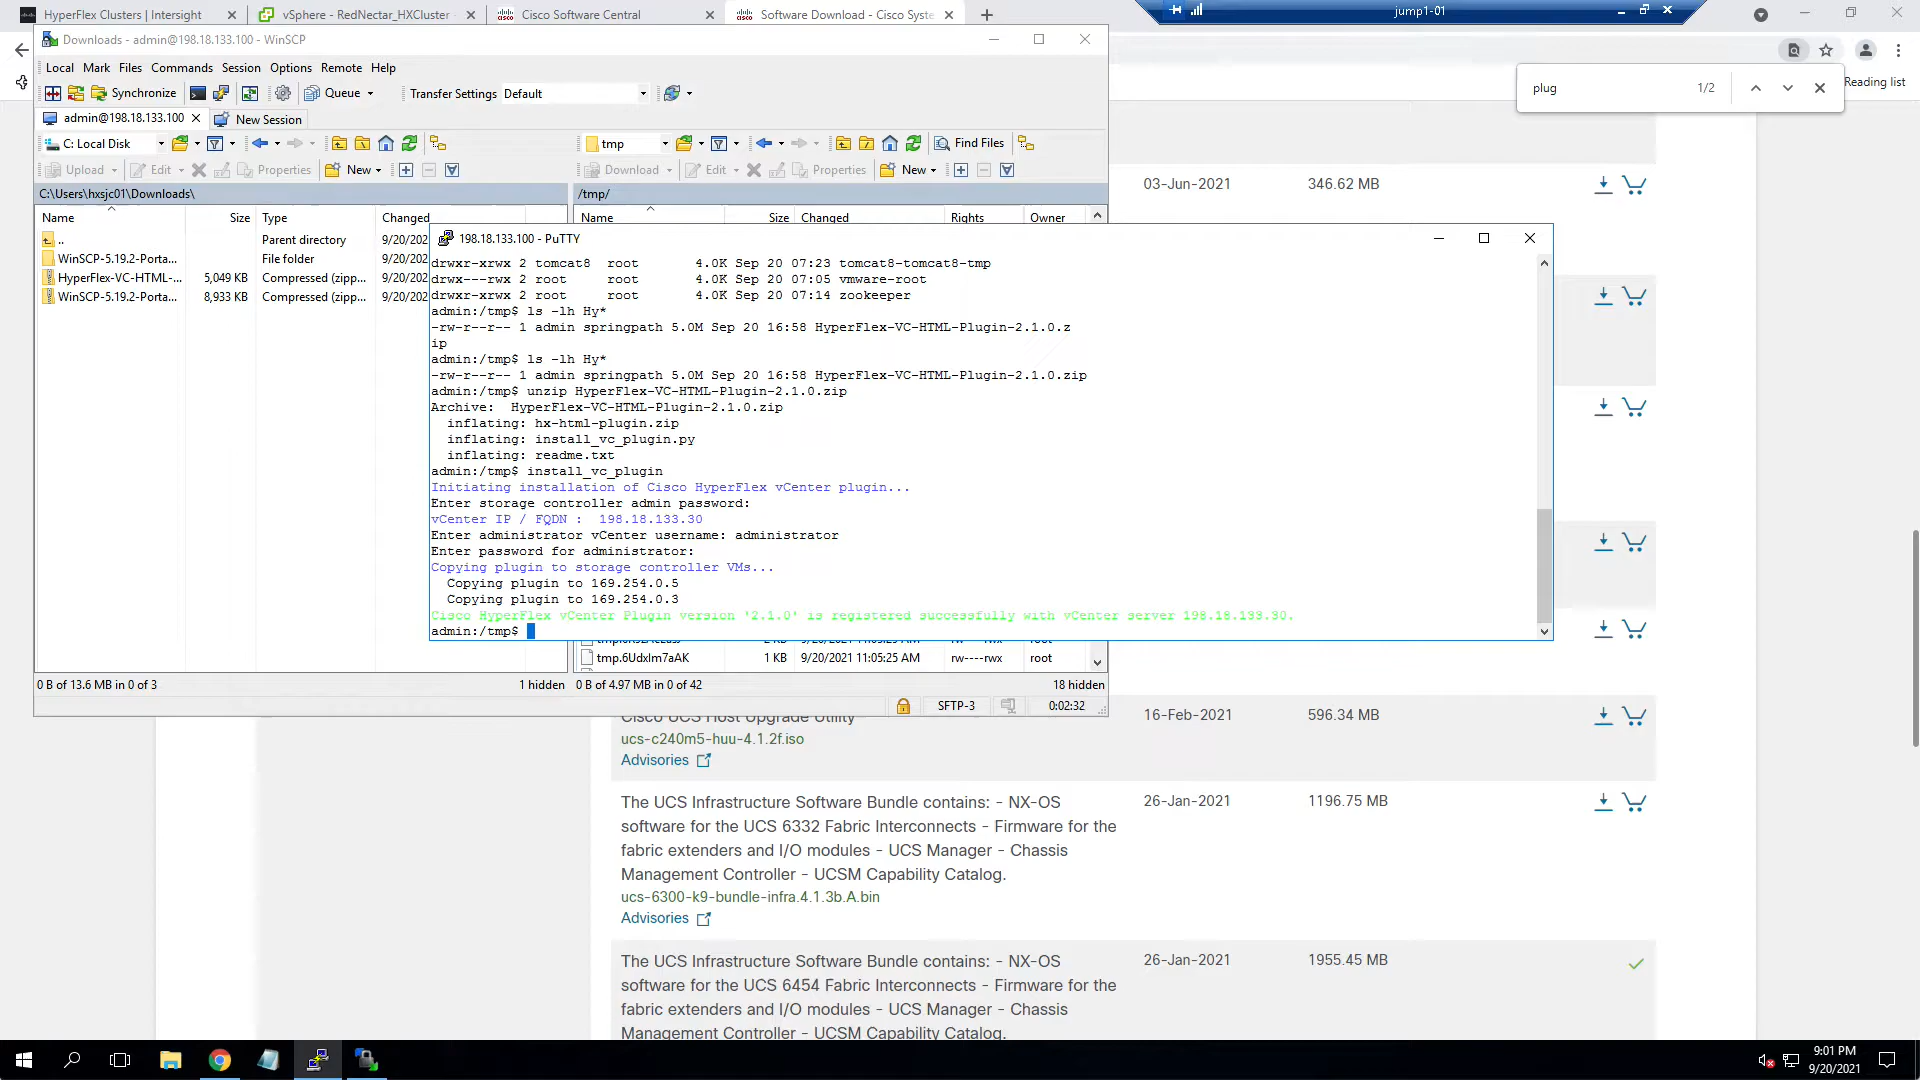 HyperFlex Clusters | Intersight
vSphere - RedNectar_HXCluster -
Cisco Software Central
Software Download - Cisco Syste
jump1-01
Downloads - admin@198.18.133.100 - WinSCP
Local Mark Files Commands Session Options Remote Help
plug 1/2
Reading list
Synchronize
Queue
Transfer Settings Default
admin@198.18.133.100
New Session
C: Local Disk
tmp
Find Files
Upload Edit Properties New
Download Edit Properties New
C:\Users\hxsjc01\Downloads\
/tmp/
Name Size Type Changed
Name Size Changed Rights Owner
.. Parent directory 9/20/202
WinSCP-5.19.2-Porta... File folder 9/20/202
HyperFlex-VC-HTML-... 5,049 KB Compressed (zipp... 9/20/202
WinSCP-5.19.2-Porta... 8,933 KB Compressed (zipp... 9/20/202
198.18.133.100 - PuTTY
drwxr-xrwx 2 tomcat8 root 4.0K Sep 20 07:23 tomcat8-tomcat8-tmp
drwx---rwx 2 root root 4.0K Sep 20 07:05 vmware-root
drwxr-xrwx 2 root root 4.0K Sep 20 07:14 zookeeper
admin:/tmp$ ls -lh Hy*
-rw-r--r-- 1 admin springpath 5.0M Sep 20 16:58 HyperFlex-VC-HTML-Plugin-2.1.0.z
ip
admin:/tmp$ ls -lh Hy*
-rw-r--r-- 1 admin springpath 5.0M Sep 20 16:58 HyperFlex-VC-HTML-Plugin-2.1.0.zip
admin:/tmp$ unzip HyperFlex-VC-HTML-Plugin-2.1.0.zip
Archive: HyperFlex-VC-HTML-Plugin-2.1.0.zip
inflating: hx-html-plugin.zip
inflating: install_vc_plugin.py
inflating: readme.txt
admin:/tmp$ install_vc_plugin
Initiating installation of Cisco HyperFlex vCenter plugin...
Enter storage controller admin password:
vCenter IP / FQDN : 198.18.133.30
Enter administrator vCenter username: administrator
Enter password for administrator:
Copying plugin to storage controller VMs...
Copying plugin to 169.254.0.5
Copying plugin to 169.254.0.3
Cisco HyperFlex vCenter Plugin version '2.1.0' is registered successfully with vCenter server 198.18.133.30.
admin:/tmp$
tmp.6UdxIm7aAK 1 KB 9/20/2021 11:05:25 AM rw----rwx root
0 B of 13.6 MB in 0 of 3 1 hidden
0 B of 4.97 MB in 0 of 42 18 hidden
SFTP-3 0:02:32
03-Jun-2021 346.62 MB
Cisco UCS Host Upgrade Utility 16-Feb-2021 596.34 MB
ucs-c240m5-huu-4.1.2f.iso
Advisories
The UCS Infrastructure Software Bundle contains: - NX-OS 26-Jan-2021 1196.75 MB
software for the UCS 6332 Fabric Interconnects - Firmware for the
fabric extenders and I/O modules - UCS Manager - Chassis
Management Controller - UCSM Capability Catalog.
ucs-6300-k9-bundle-infra.4.1.3b.A.bin
Advisories
The UCS Infrastructure Software Bundle contains: - NX-OS 26-Jan-2021 1955.45 MB
software for the UCS 6454 Fabric Interconnects - Firmware for the
fabric extenders and I/O modules - UCS Manager - Chassis
Management Controller - UCSM Capability Catalog.
9:01 PM
9/20/2021